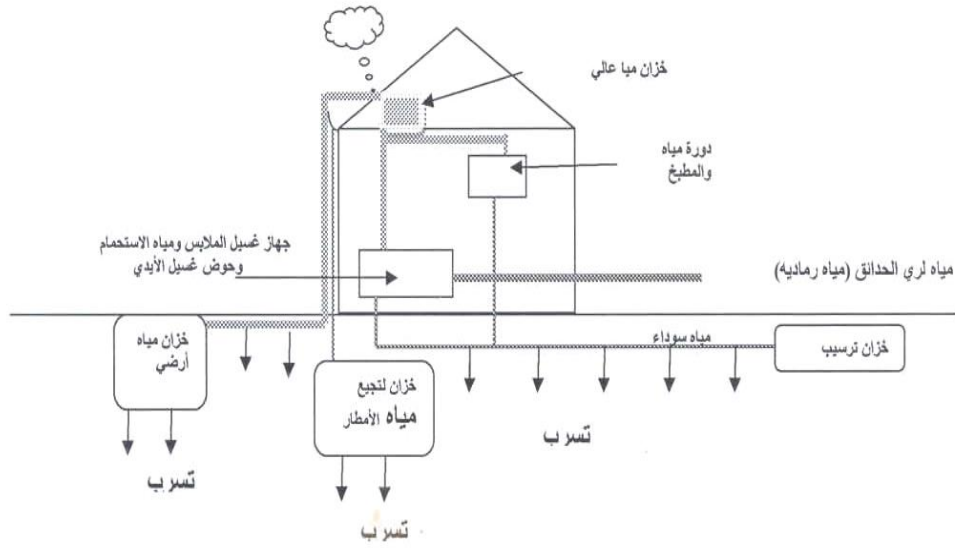 خزان ميا عالي
دورة مياه
والمطبخ
جهاز غسيل الملابس ومياه الاستحمام
وحوض غسيل الأيدي
مياه لري الحدائق (مياه رماديه)
خزان مياه
أرضي
مياه سوداء
خزان ترسيب
خزان لتجيع
مياه الأمطار
تسرب
تسرب
تسرب